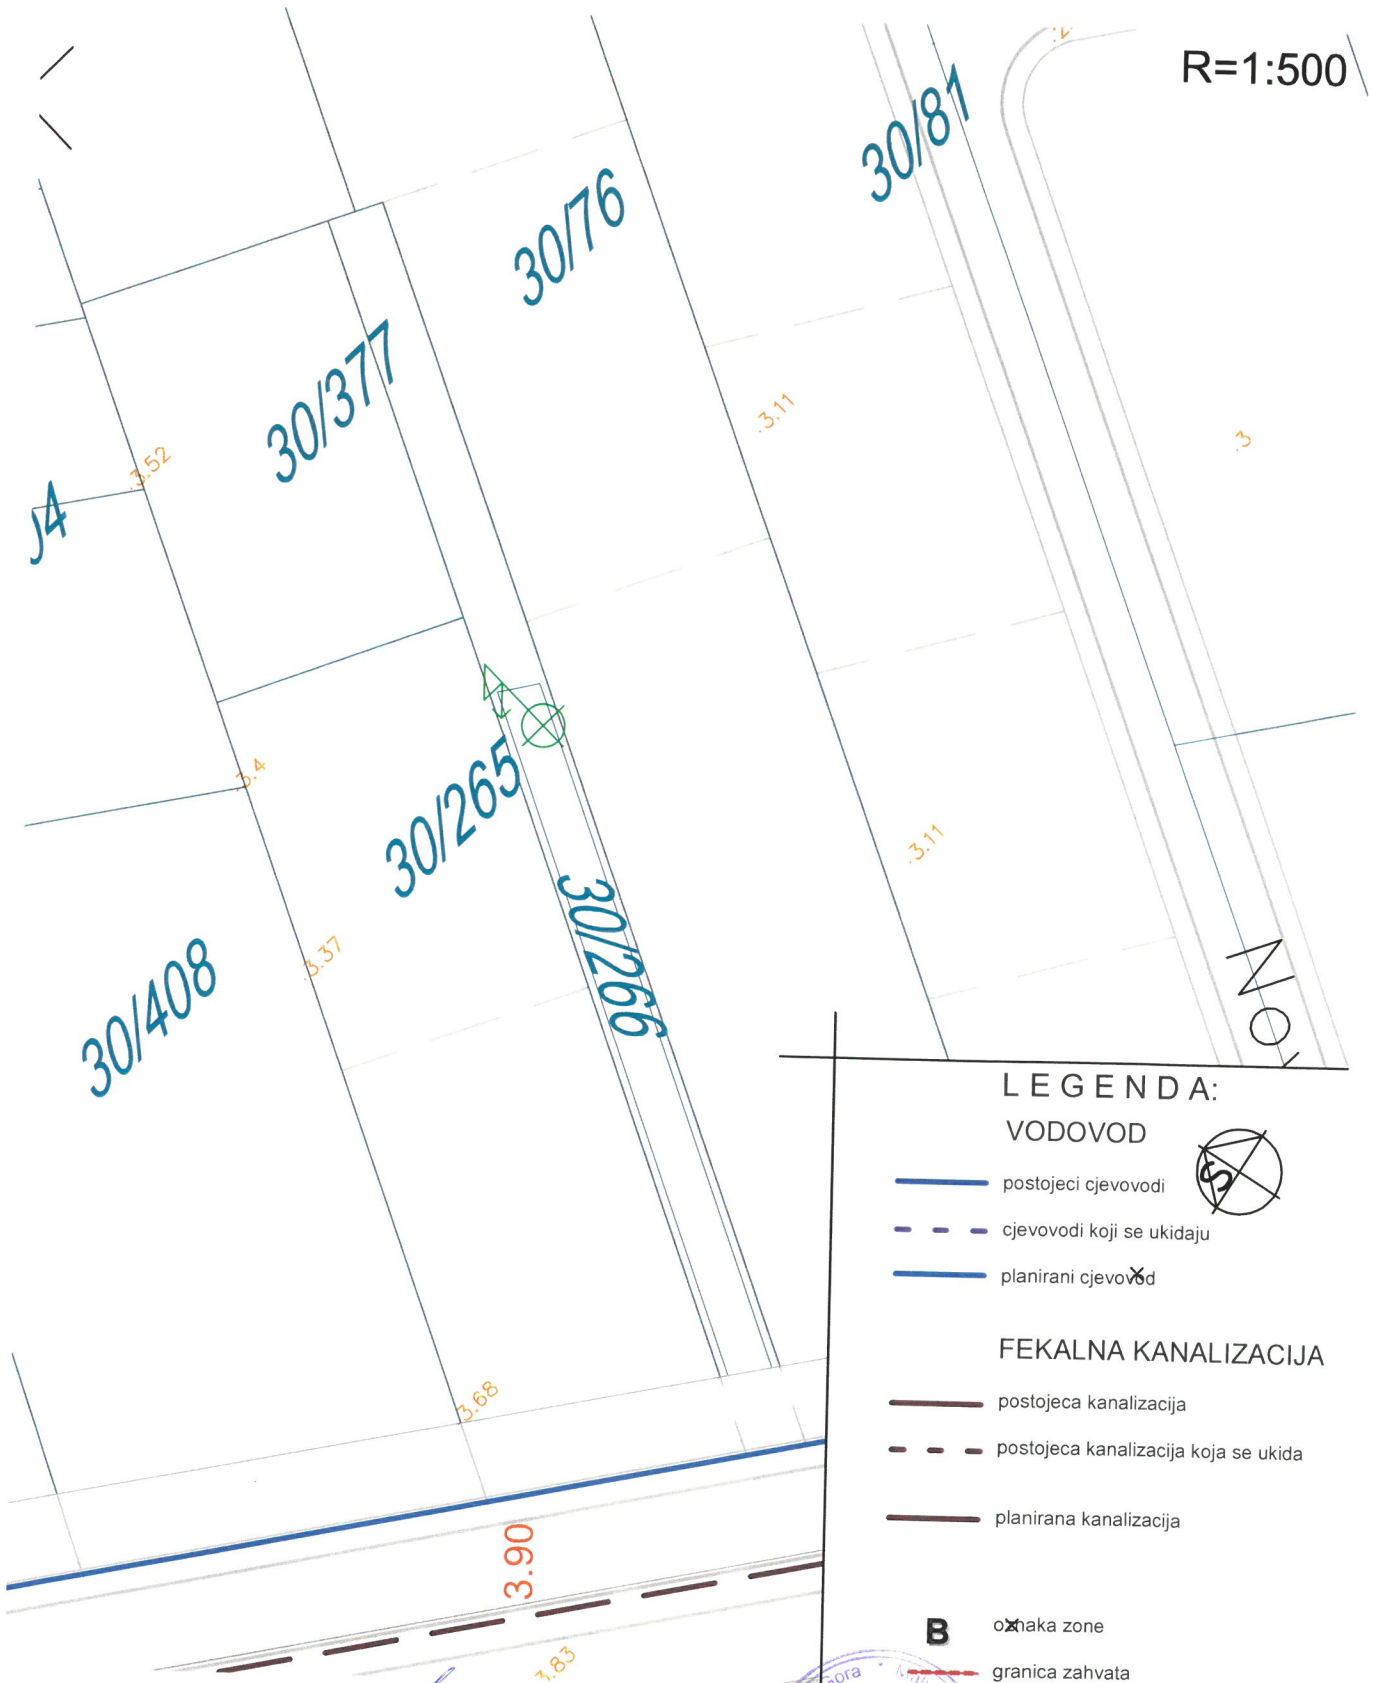 R=1:500
30/81
30/76
30/377
3.11
3.52
3
30/265
3.4
3.11
30/266
3.37
30/408
LEGENDA:
VODOVOD
S
postojeci cjevovodi
cjevovodi koji se ukidaju
planirani cjevovod
FEKALNA KANALIZACIJA
postojeca kanalizacija
3.68
postojeca kanalizacija koja se ukida
planirana kanalizacija
3.90
B oznaka zone
3.83
granica zahvata